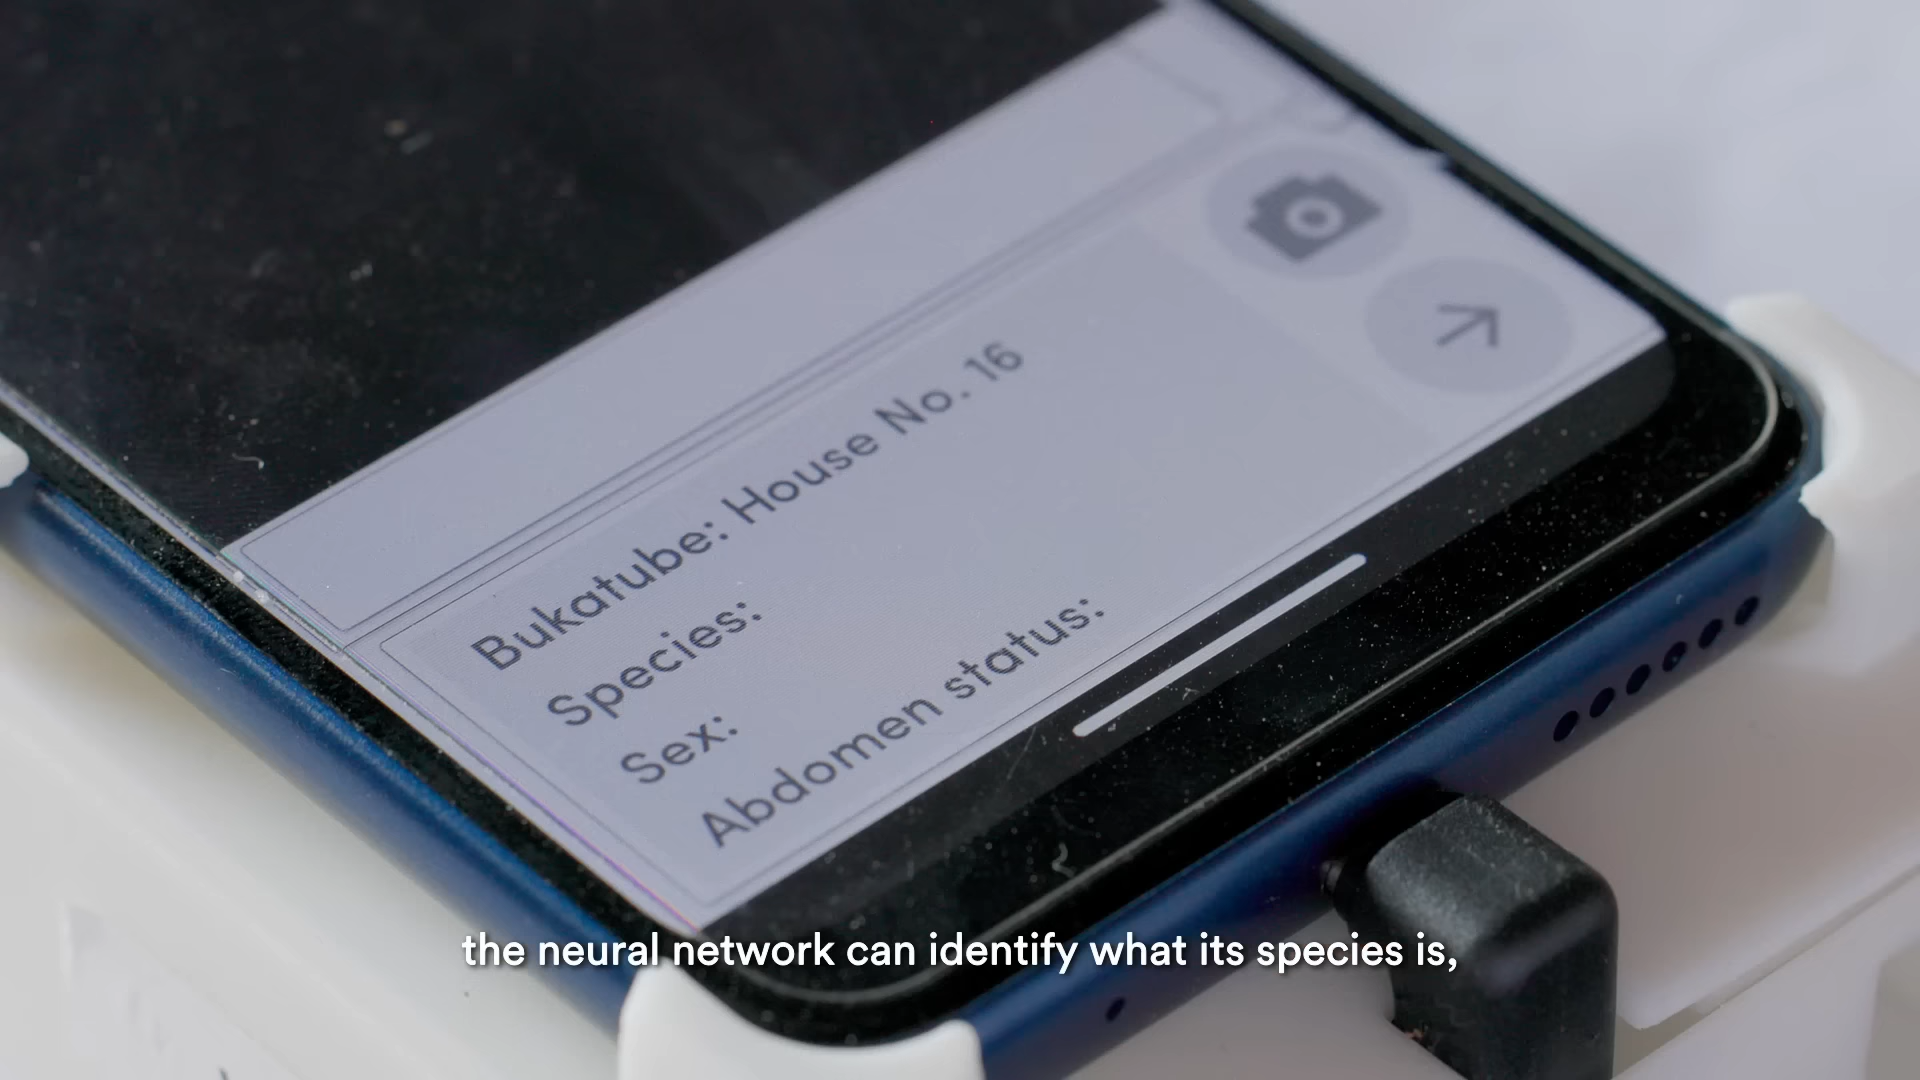 Bukatube: House No. 16
Species:
Sex:
Abdomen status:
the neural network can identify what its species is,